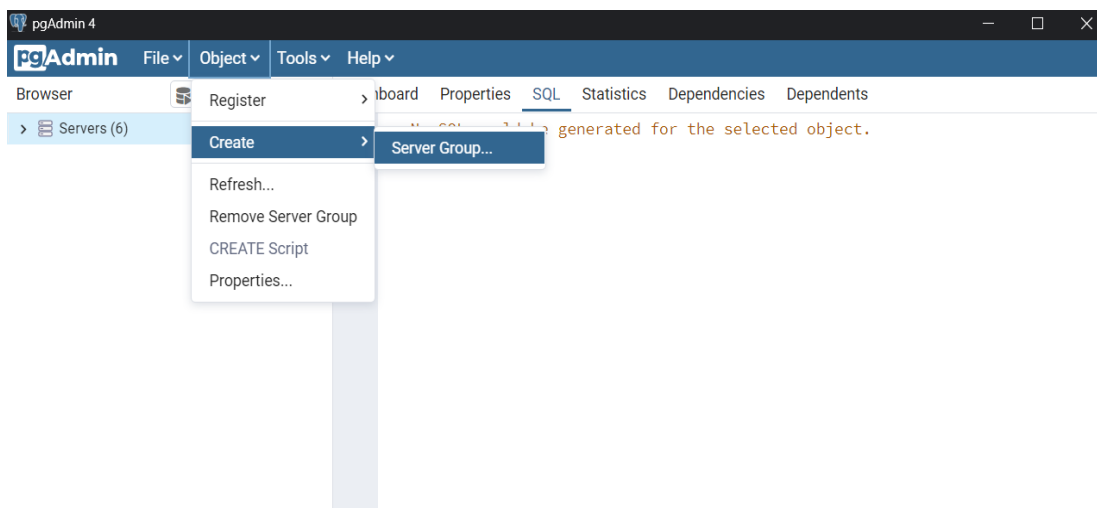 pgAdmin 4
pgAdmin File Object Tools Help
Browser
Properties SQL Statistics Dependencies Dependents
Servers (6)
generated for the selected object.
Register
Create
Server Group...
Refresh...
Remove Server Group
CREATE Script
Properties...